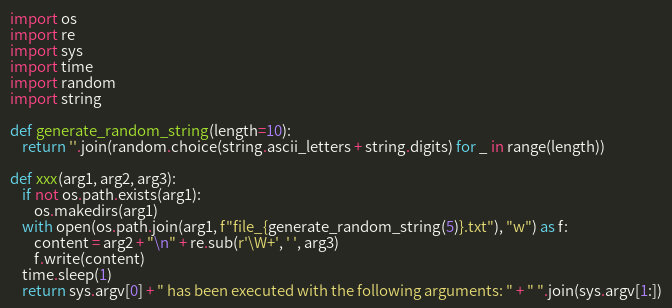 import os
import re
import sys
import time
import random
import string

def generate_random_string(length=10):
    return ''.join(random.choice(string.ascii_letters + string.digits) for _ in range(length))

def xxx(arg1, arg2, arg3):
    if not os.path.exists(arg1):
        os.makedirs(arg1)
    with open(os.path.join(arg1, f"file_{generate_random_string(5)}.txt"), "w") as f:
        content = arg2 + "\n" + re.sub(r'\W+', ' ', arg3)
        f.write(content)
    time.sleep(1)
    return sys.argv[0] + " has been executed with the following arguments: " + " ".join(sys.argv[1:])